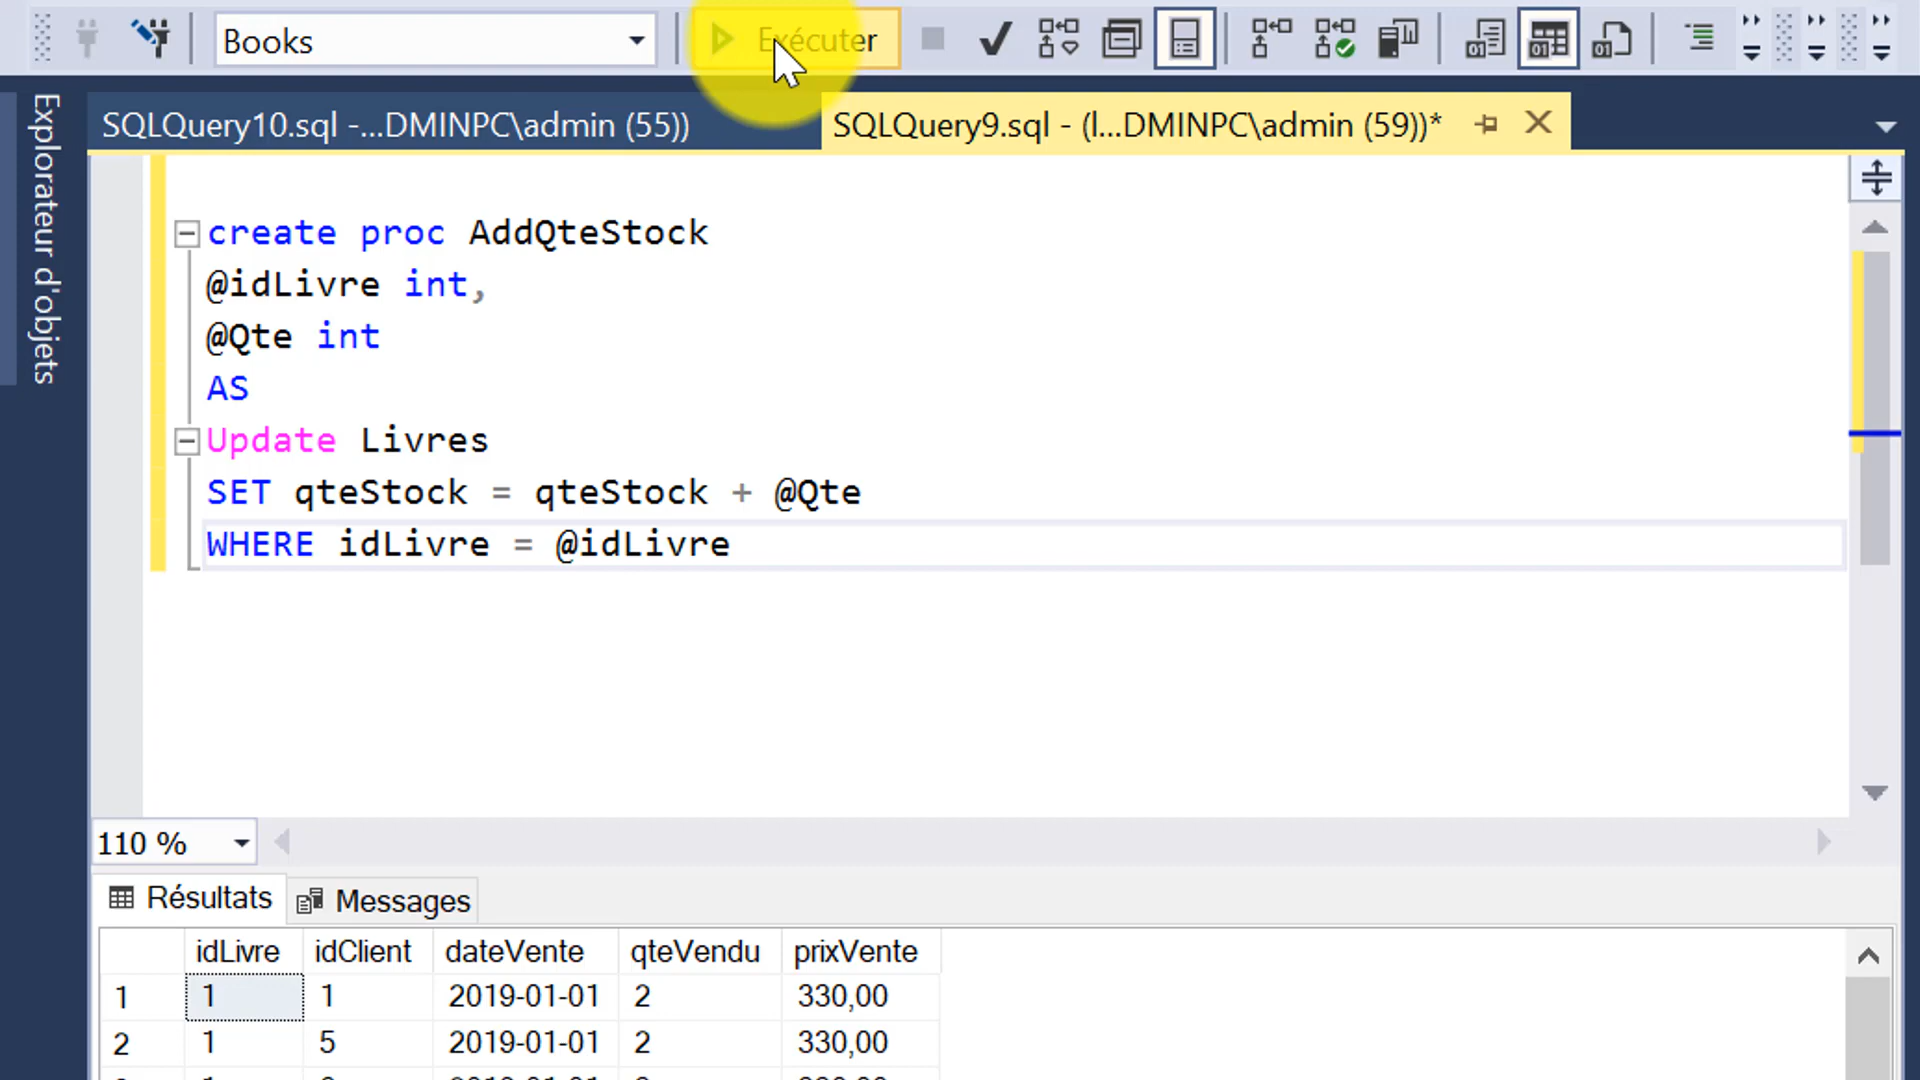 Books
Exécuter
Explorateur d'objets
SQLQuery10.sql -...DMINPC\admin (55))
SQLQuery9.sql - (l...DMINPC\admin (59))*
create proc AddQteStock
@idLivre int,
@Qte int
AS
Update Livres
SET qteStock = qteStock + @Qte
WHERE idLivre = @idLivre
110 %
Résultats Messages
idLivre idClient dateVente qteVendu prixVente
1 1 1 2019-01-01 2 330,00
2 1 5 2019-01-01 2 330,00